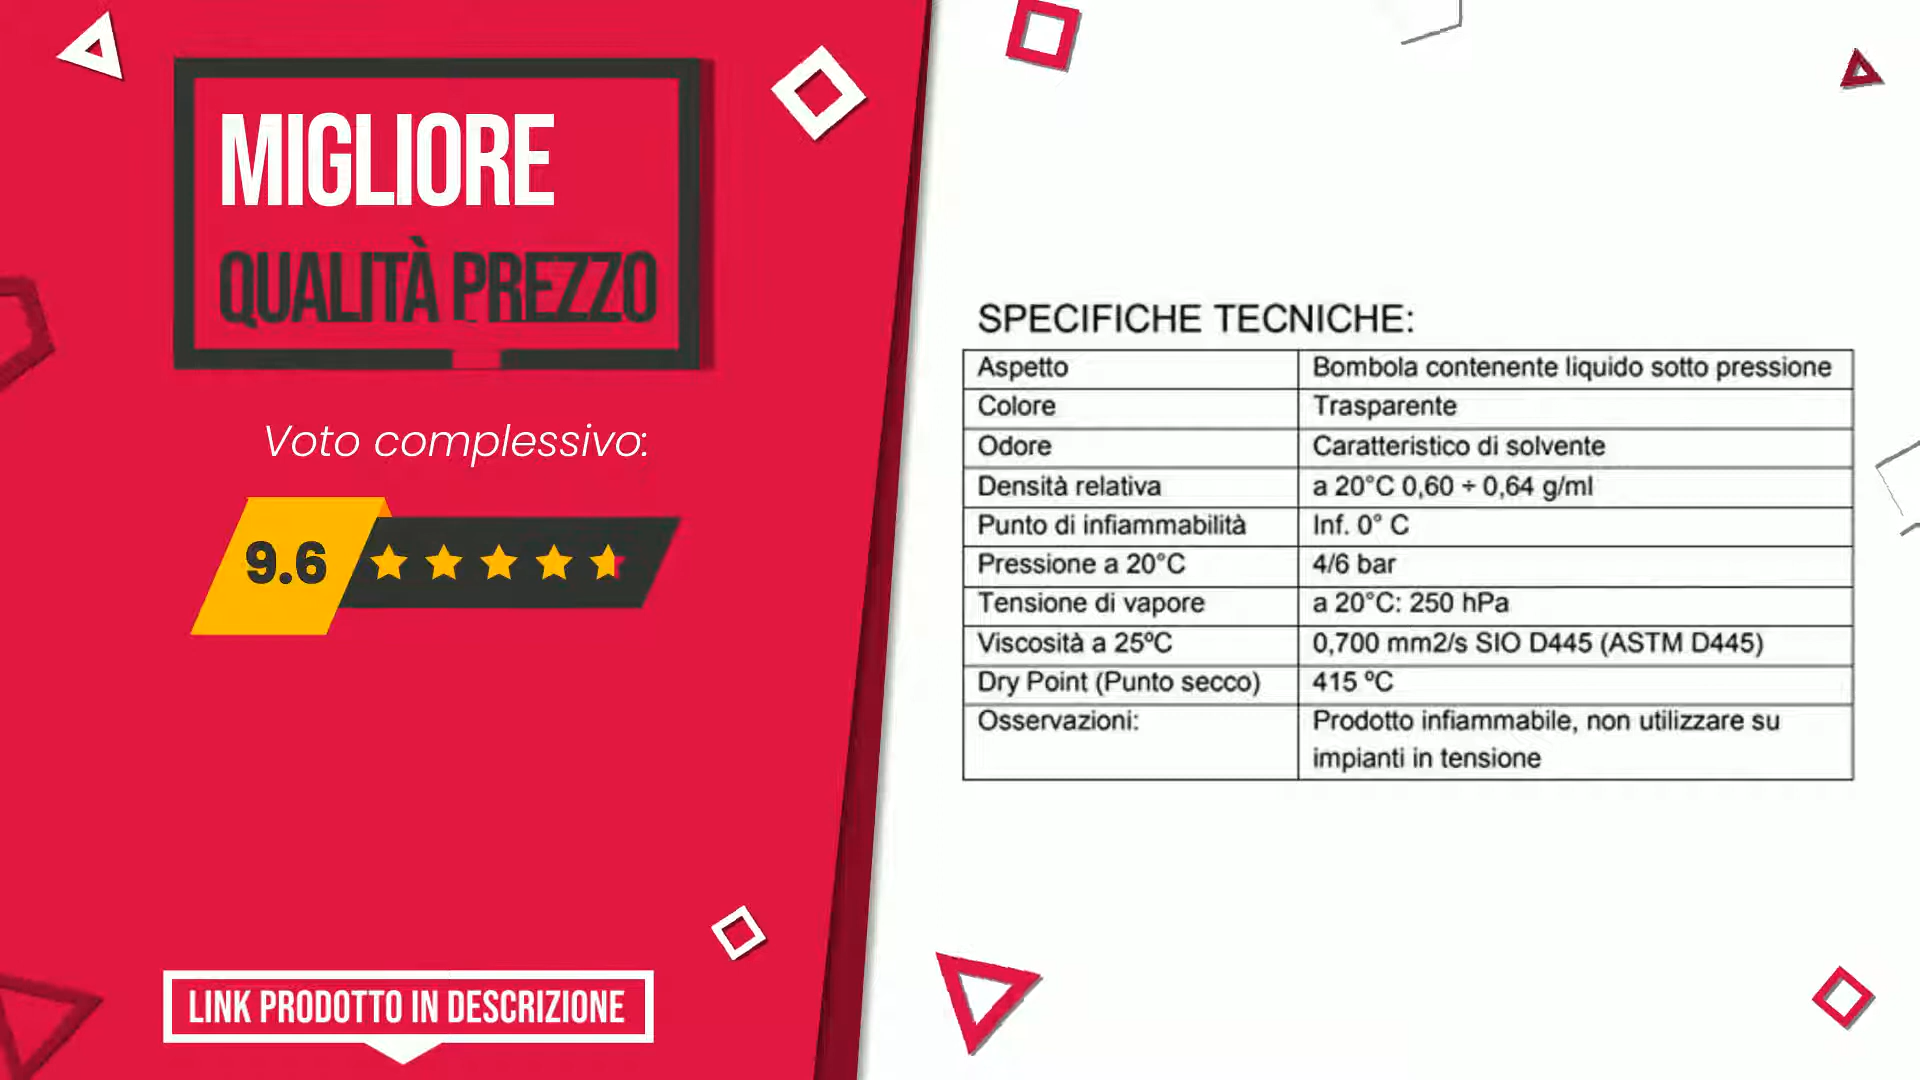 MIGLIORE
QUALITÀ PREZZO
Voto complessivo:
9.6
LINK PRODOTTO IN DESCRIZIONE
SPECIFICHE TECNICHE:
Aspetto Bombola contenente liquido sotto pressione
Colore Trasparente
Odore Caratteristico di solvente
Densità relativa a 20°C 0,60 ÷ 0,64 g/ml
Punto di infiammabilità Inf. 0° C
Pressione a 20°C 4/6 bar
Tensione di vapore a 20°C: 250 hPa
Viscosità a 25ºC 0,700 mm2/s SIO D445 (ASTM D445)
Dry Point (Punto secco) 415 ºC
Osservazioni: Prodotto infiammabile, non utilizzare su
impianti in tensione